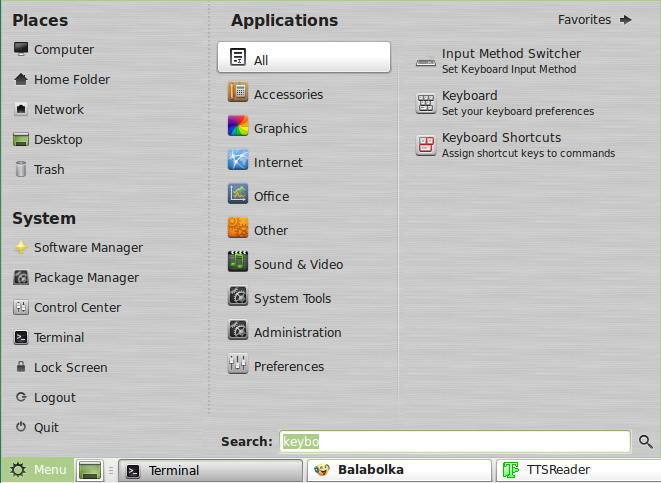 Places
Computer
Home Folder
Network
Desktop
Trash
System
Software Manager
Package Manager
Control Center
Terminal
Lock Screen
Logout
Quit
Applications
All
Accessories
Graphics
Internet
Office
Other
Sound & Video
System Tools
Administration
Preferences
Favorites
Input Method Switcher
Set Keyboard Input Method
Keyboard
Set your keyboard preferences
Keyboard Shortcuts
Assign shortcut keys to commands
Search: keybo
Menu Terminal Balabolka TTSReader